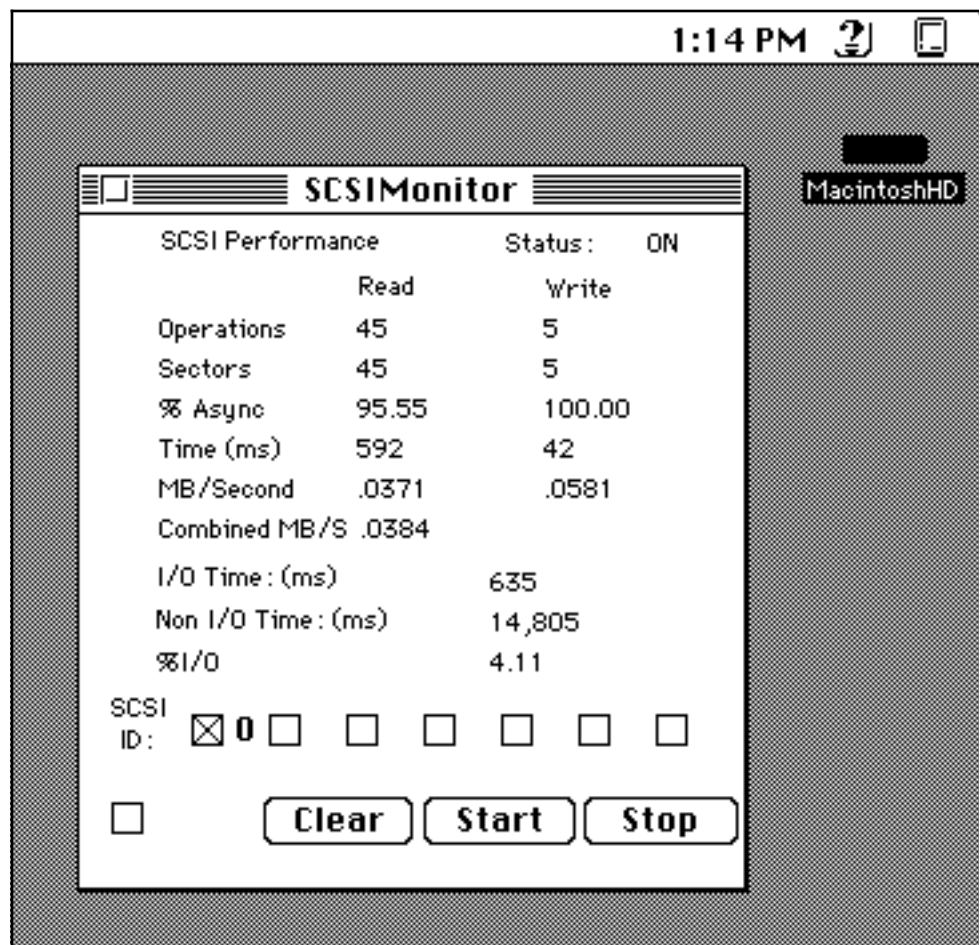 1:14 PM
MacintoshHD
SCSIMonitor
SCSI Performance Status: ON
Read Write
Operations 45 5
Sectors 45 5
% Async 95.55 100.00
Time (ms) 592 42
MB/Second .0371 .0581
Combined MB/S .0384
I/O Time: (ms) 635
Non I/O Time: (ms) 14,805
%I/O 4.11
SCSI
ID: 0
Clear Start Stop